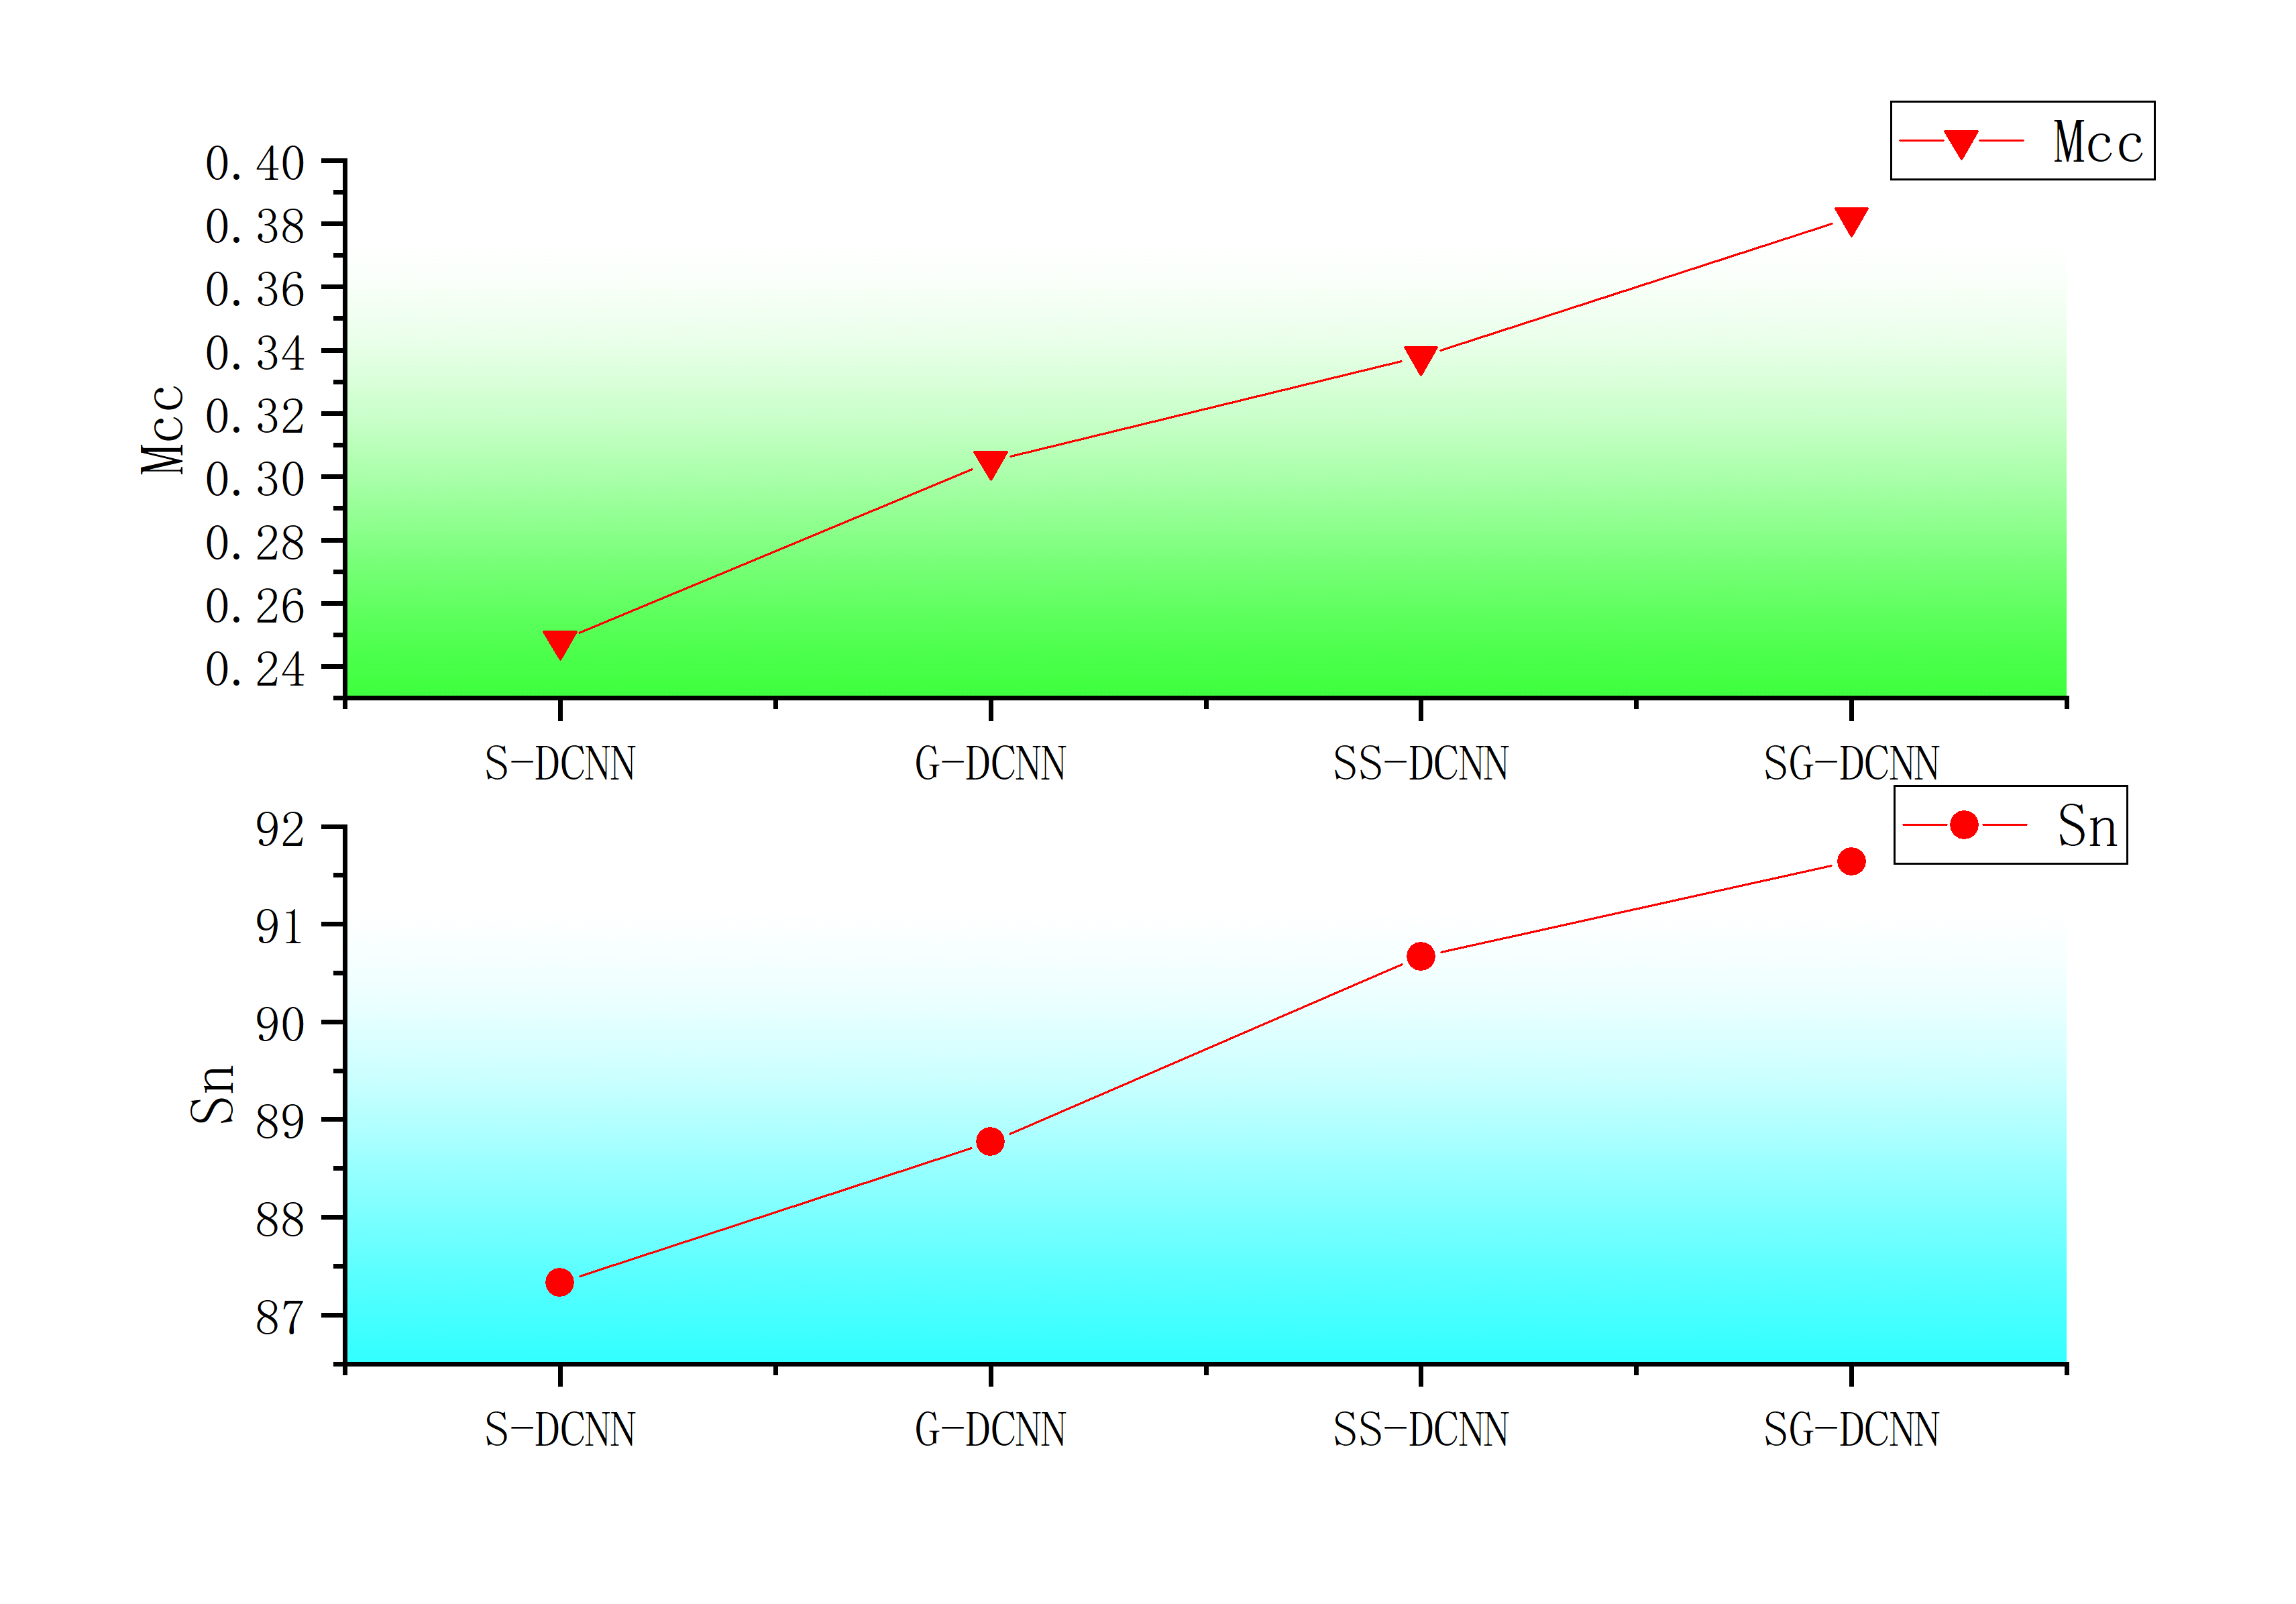 Mcc
0.40
0.38
0.36
0.34
0.32
0.30
0.28
0.26
0.24
Mcc
S-DCNN G-DCNN SS-DCNN SG-DCNN
Sn
92
91
90
89
88
87
Sn
S-DCNN G-DCNN SS-DCNN SG-DCNN